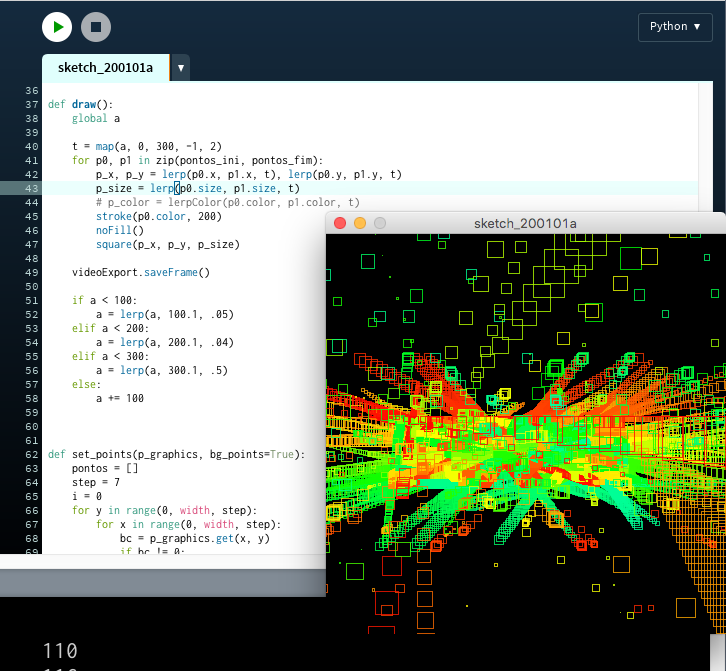 Python ▼
sketch_200101a ▼
36
37 def draw():
38     global a
39
40     t = map(a, 0, 300, -1, 2)
41     for p0, p1 in zip(pontos_ini, pontos_fim):
42         p_x, p_y = lerp(p0.x, p1.x, t), lerp(p0.y, p1.y, t)
43         p_size = lerp(p0.size, p1.size, t)
44         # p_color = lerpColor(p0.color, p1.color, t)
45         stroke(p0.color, 200)
46         noFill()
47         square(p_x, p_y, p_size)
48
49     videoExport.saveFrame()
50
51     if a < 100:
52         a = lerp(a, 100.1, .05)
53     elif a < 200:
54         a = lerp(a, 200.1, .04)
55     elif a < 300:
56         a = lerp(a, 300.1, .5)
57     else:
58         a += 100
59
60
61
62 def set_points(p_graphics, bg_points=True):
63     pontos = []
64     step = 7
65     i = 0
66     for y in range(0, width, step):
67         for x in range(0, width, step):
68             bc = p_graphics.get(x, y)
69             if bc != 0:
sketch_200101a
110